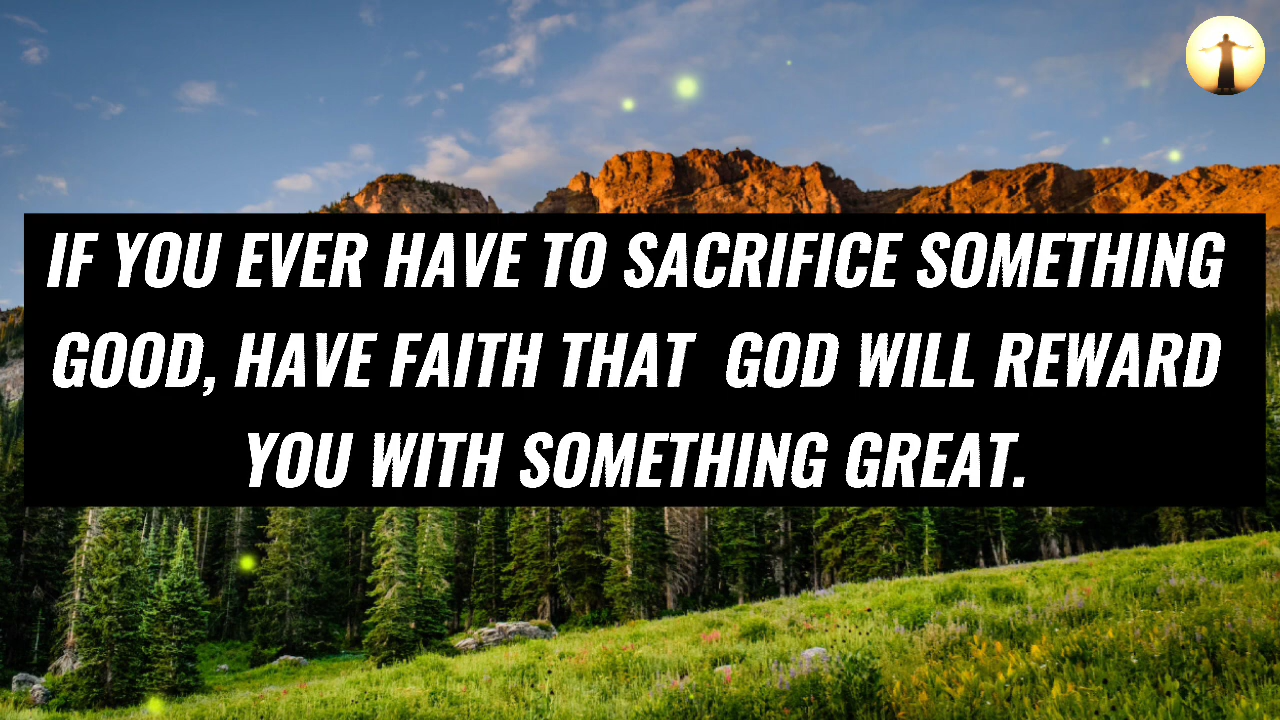 IF YOU EVER HAVE TO SACRIFICE SOMETHING
GOOD, HAVE FAITH THAT  GOD WILL REWARD
YOU WITH SOMETHING GREAT.